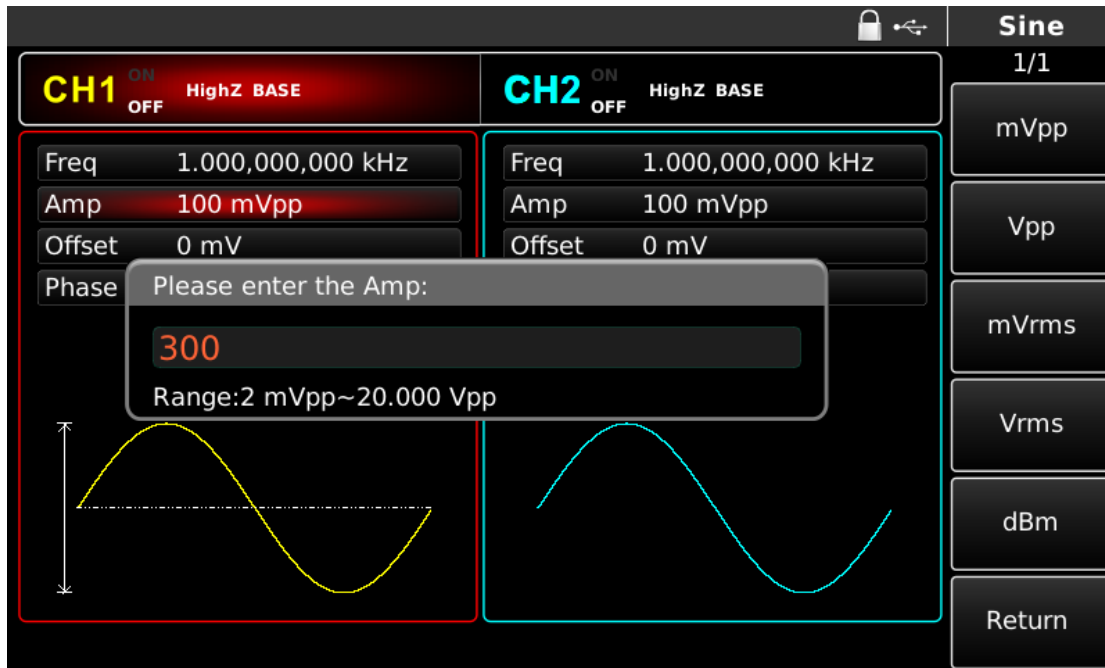 Sine
1/1
CH1 ON OFF HighZ BASE
CH2 ON OFF HighZ BASE
Freq 1.000,000,000 kHz
Amp 100 mVpp
Offset 0 mV
Phase
Freq 1.000,000,000 kHz
Amp 100 mVpp
Offset 0 mV
Please enter the Amp:
300
Range:2 mVpp~20.000 Vpp
mVpp
Vpp
mVrms
Vrms
dBm
Return